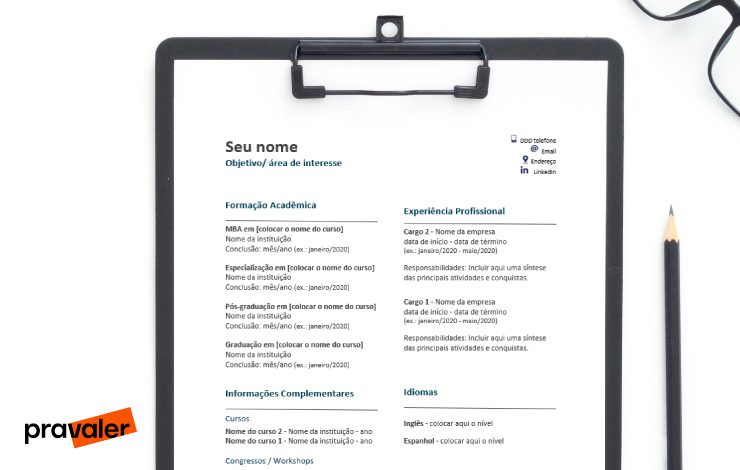 Seu nome
Objetivo/ área de interesse
DDD telefone
Email
Endereço
LinkedIn
Formação Acadêmica
MBA em [colocar o nome do curso]
Nome da instituição
Conclusão: mês/ano (ex.: janeiro/2020)
Especialização em [colocar o nome do curso]
Nome da instituição
Conclusão: mês/ano (ex.: janeiro/2020)
Pós-graduação em [colocar o nome do curso]
Nome da instituição
Conclusão: mês/ano (ex.: janeiro/2020)
Graduação em [colocar o nome do curso]
Nome da instituição
Conclusão: mês/ano (ex.: janeiro/2020)
Informações Complementares
Cursos
Nome do curso 2 - Nome da instituição - ano
Nome do curso 1 - Nome da instituição - ano
Congressos / Workshops
Experiência Profissional
Cargo 2 - Nome da empresa
data de início - data de término
(ex.: janeiro/2020 - maio/2020)
Responsabilidades: Incluir aqui uma síntese
das principais atividades e conquistas.
Cargo 1 - Nome da empresa
data de início - data de término
(ex.: janeiro/2020 - maio/2020)
Responsabilidades: Incluir aqui uma síntese
das principais atividades e conquistas.
Idiomas
Inglês - colocar aqui o nível
Espanhol - colocar aqui o nível
pravaler